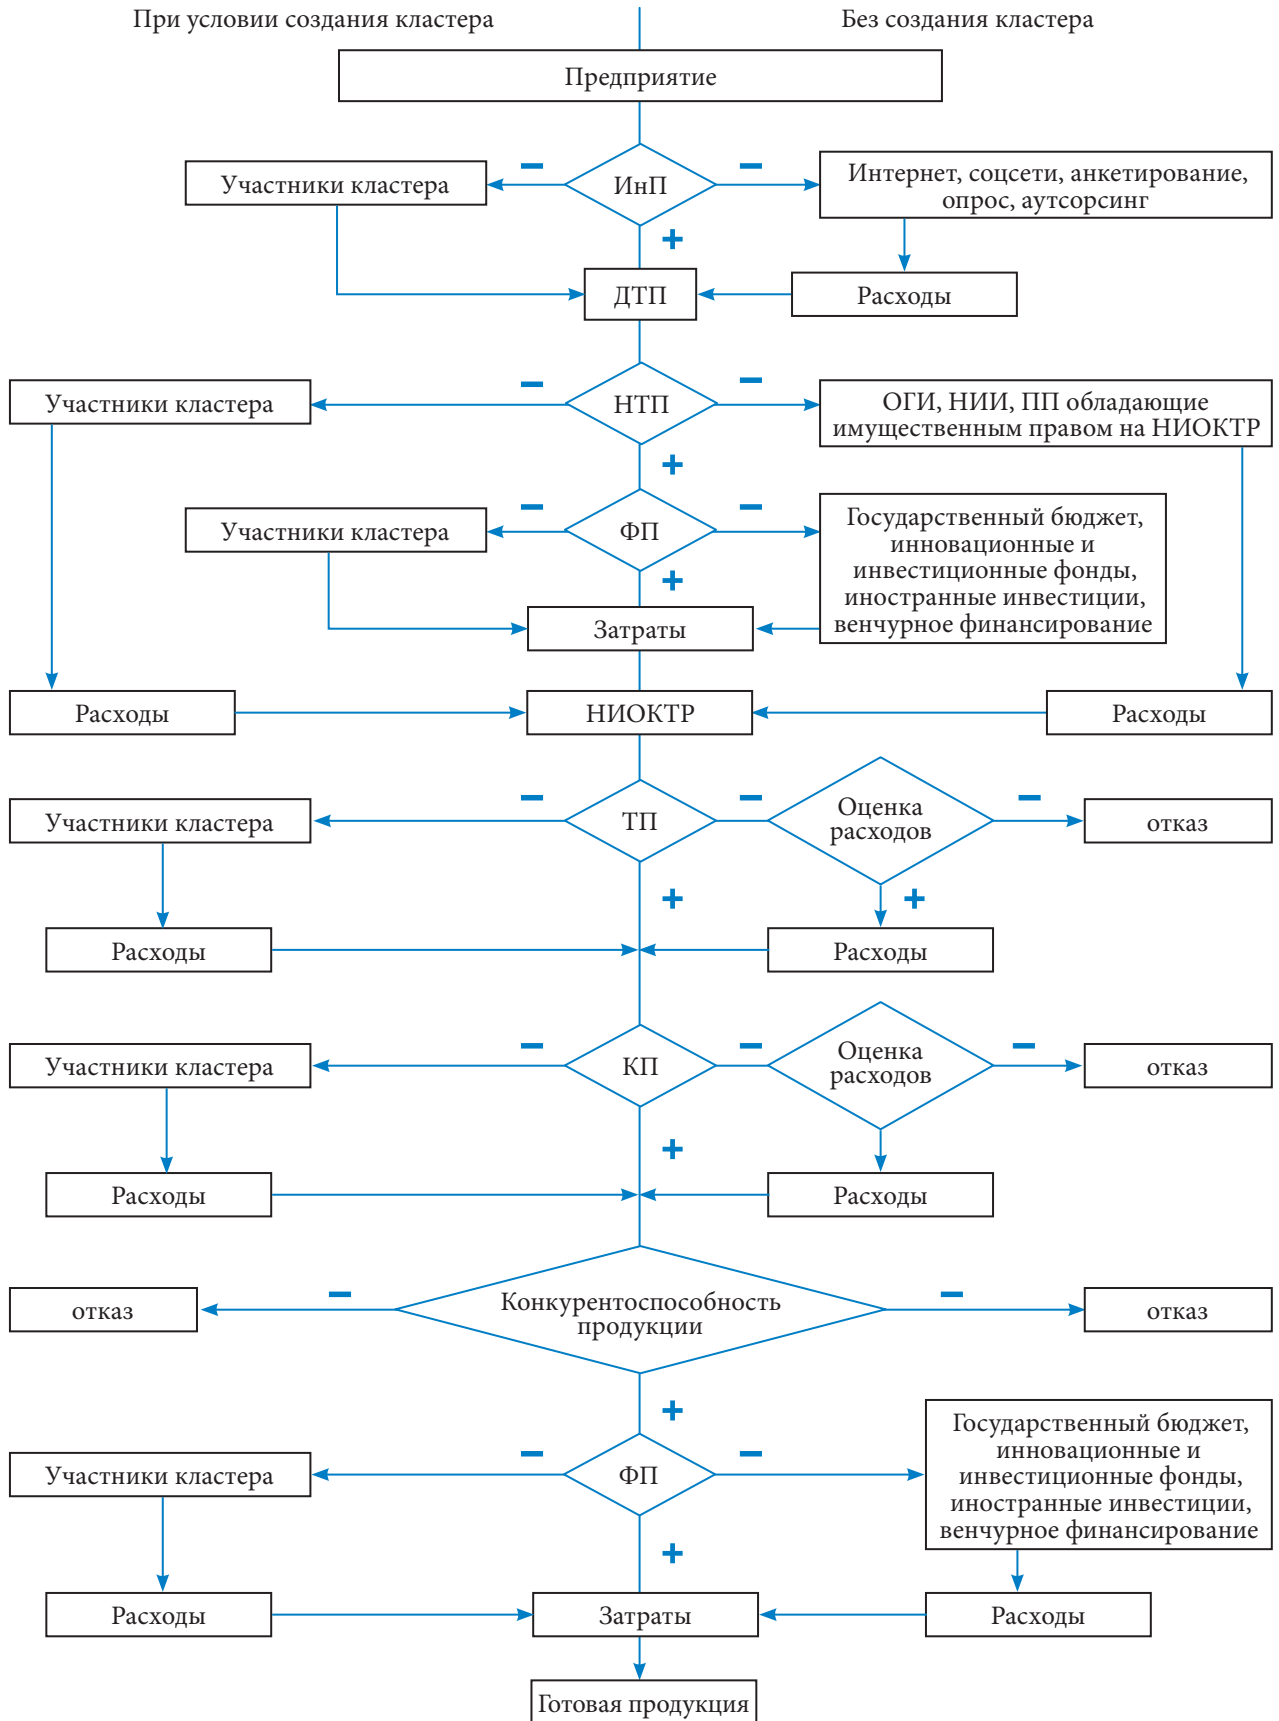 При условии создания кластера
Без создания кластера
Предприятие
Участники кластера
ИнП
Интернет, соцсети, анкетирование,
опрос, аутсорсинг
ДТП
Расходы
Участники кластера
НТП
ОГИ, НИИ, ПП обладающие
имущественным правом на НИОКТР
Участники кластера
ФП
Государственный бюджет,
инновационные и
инвестиционные фонды,
иностранные инвестиции,
венчурное финансирование
Затраты
Расходы
НИОКТР
Расходы
Участники кластера
ТП
Оценка
расходов
отказ
Расходы
Расходы
Участники кластера
КП
Оценка
расходов
отказ
Расходы
Расходы
отказ
Конкурентоспособность
продукции
отказ
Участники кластера
ФП
Государственный бюджет,
инновационные и
инвестиционные фонды,
иностранные инвестиции,
венчурное финансирование
Расходы
Затраты
Расходы
Готовая продукция